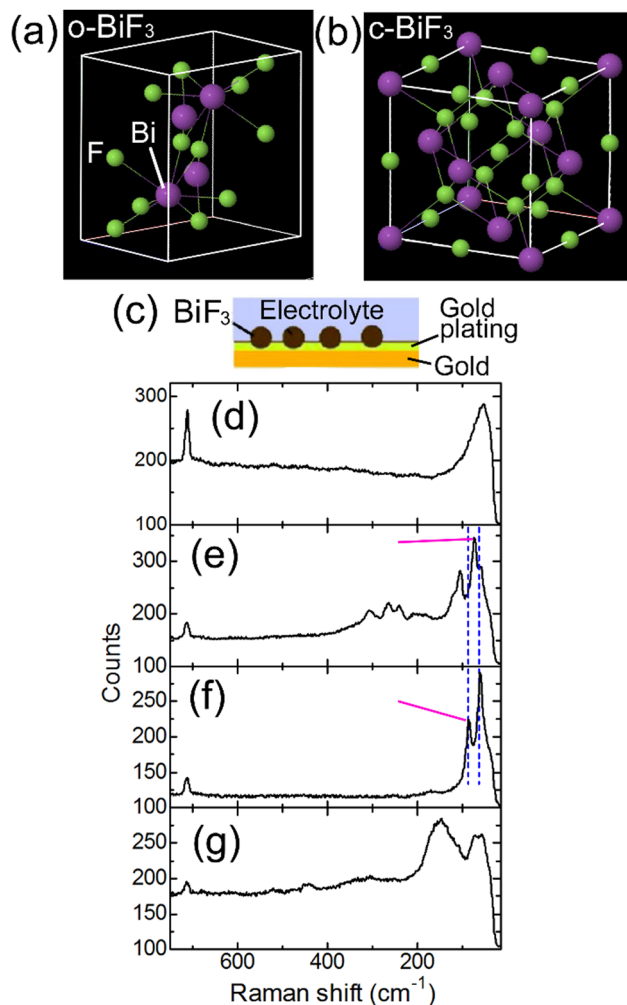 (a) o-BiF3
(b) c-BiF3
F
Bi
(c)
BiF3
Electrolyte
Gold plating
Gold
(d)
300
200
100
(e)
300
200
100
(f)
250
200
150
100
(g)
250
200
150
100
Counts
600
400
200
Raman shift (cm-1)